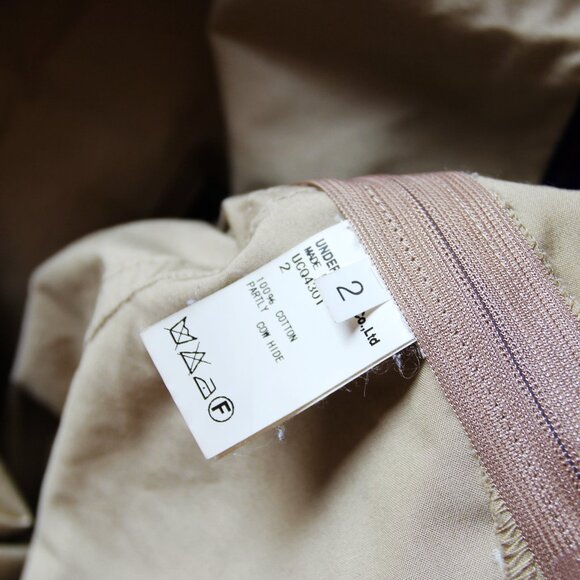 UNDER
Co.,Ltd
MADE
UCQ4301
2
2
100% COTTON
PARTLY COW HIDE
F